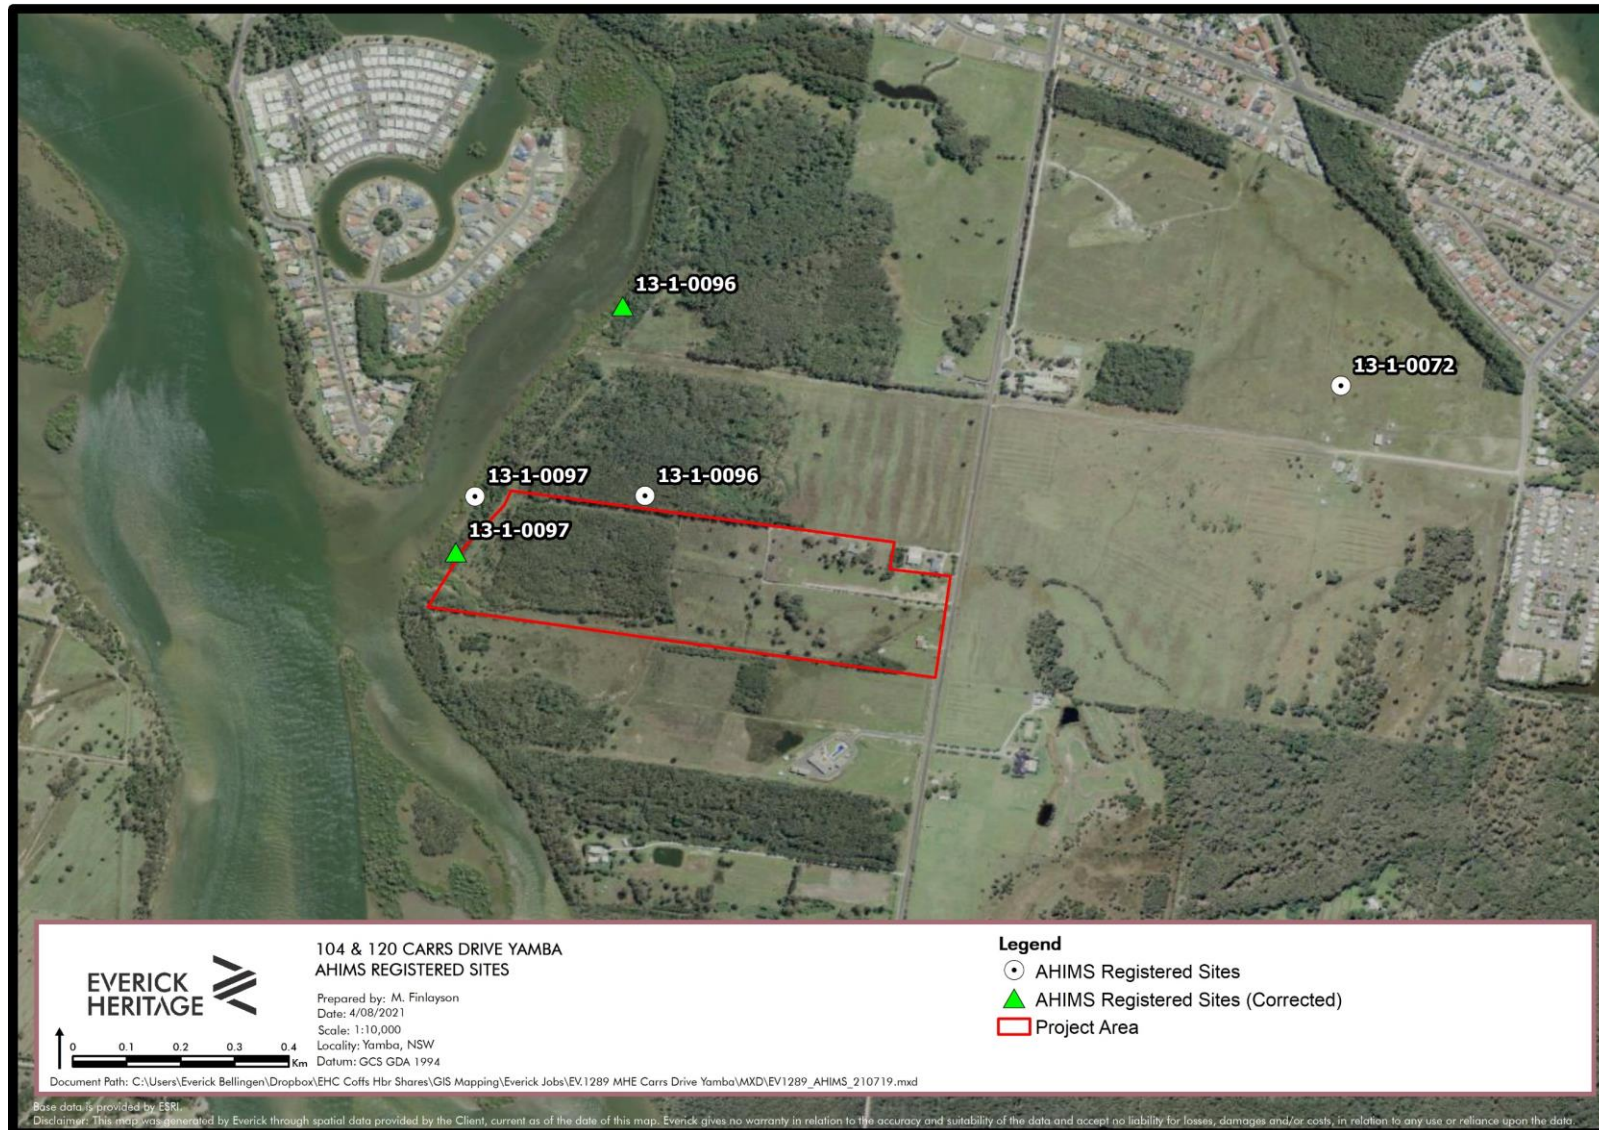 13-1-0096
13-1-0072
13-1-0097
13-1-0096
13-1-0097
EVERICK
HERITAGE
104 & 120 CARRS DRIVE YAMBA
AHIMS REGISTERED SITES
Prepared by: M. Finlayson
Date: 4/08/2021
Scale: 1:10,000
Locality: Yamba, NSW
Datum: GCS GDA 1994
0 0.1 0.2 0.3 0.4
Km
Legend
AHIMS Registered Sites
AHIMS Registered Sites (Corrected)
Project Area
Document Path: C:\Users\Everick Bellingen\Dropbox\EHC Coffs Hbr Shares\GIS Mapping\Everick Jobs\EV.1289 MHE Carrs Drive Yamba\MXD\EV1289_AHIMS_210719.mxd
Base data is provided by ESRI.
Disclaimer: This map was generated by Everick through spatial data provided by the Client, current as of the date of this map. Everick gives no warranty in relation to the accuracy and suitability of the data and accept no liability for losses, damages and/or costs, in relation to any use or reliance upon the data.